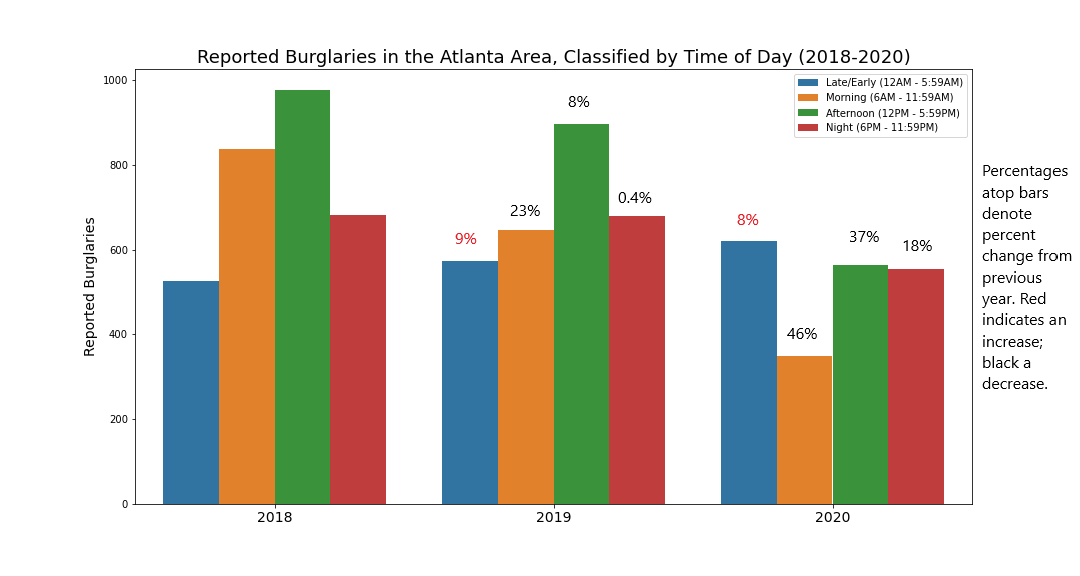 Reported Burglaries in the Atlanta Area, Classified by Time of Day (2018-2020)
Late/Early (12AM - 5:59AM)
Morning (6AM - 11:59AM)
Afternoon (12PM - 5:59PM)
Night (6PM - 11:59PM)
Reported Burglaries
1000
800
600
400
200
0
9%
23%
8%
0.4%
8%
46%
37%
18%
2018
2019
2020
Percentages
atop bars
denote
percent
change from
previous
year. Red
indicates an
increase;
black a
decrease.